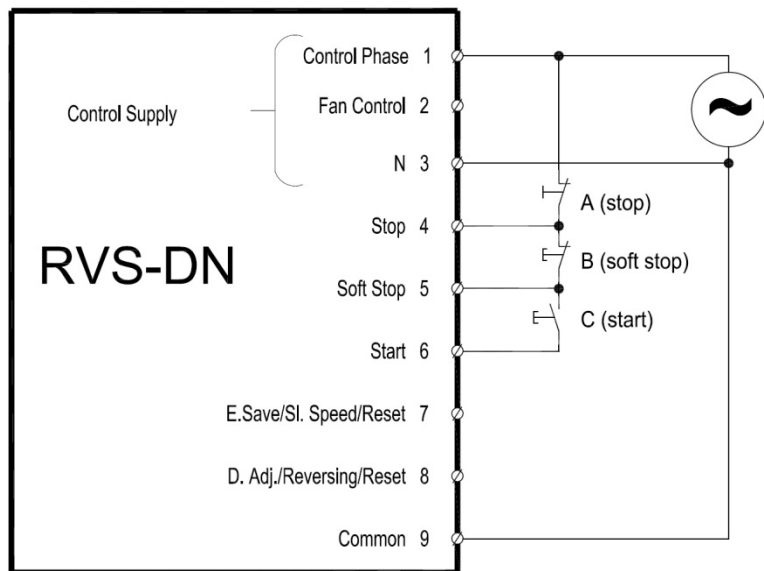 Control Phase 1
Fan Control 2
Control Supply
N 3
A (stop)
Stop 4
RVS-DN
B (soft stop)
Soft Stop 5
C (start)
Start 6
E.Save/Sl. Speed/Reset 7
D. Adj./Reversing/Reset 8
Common 9